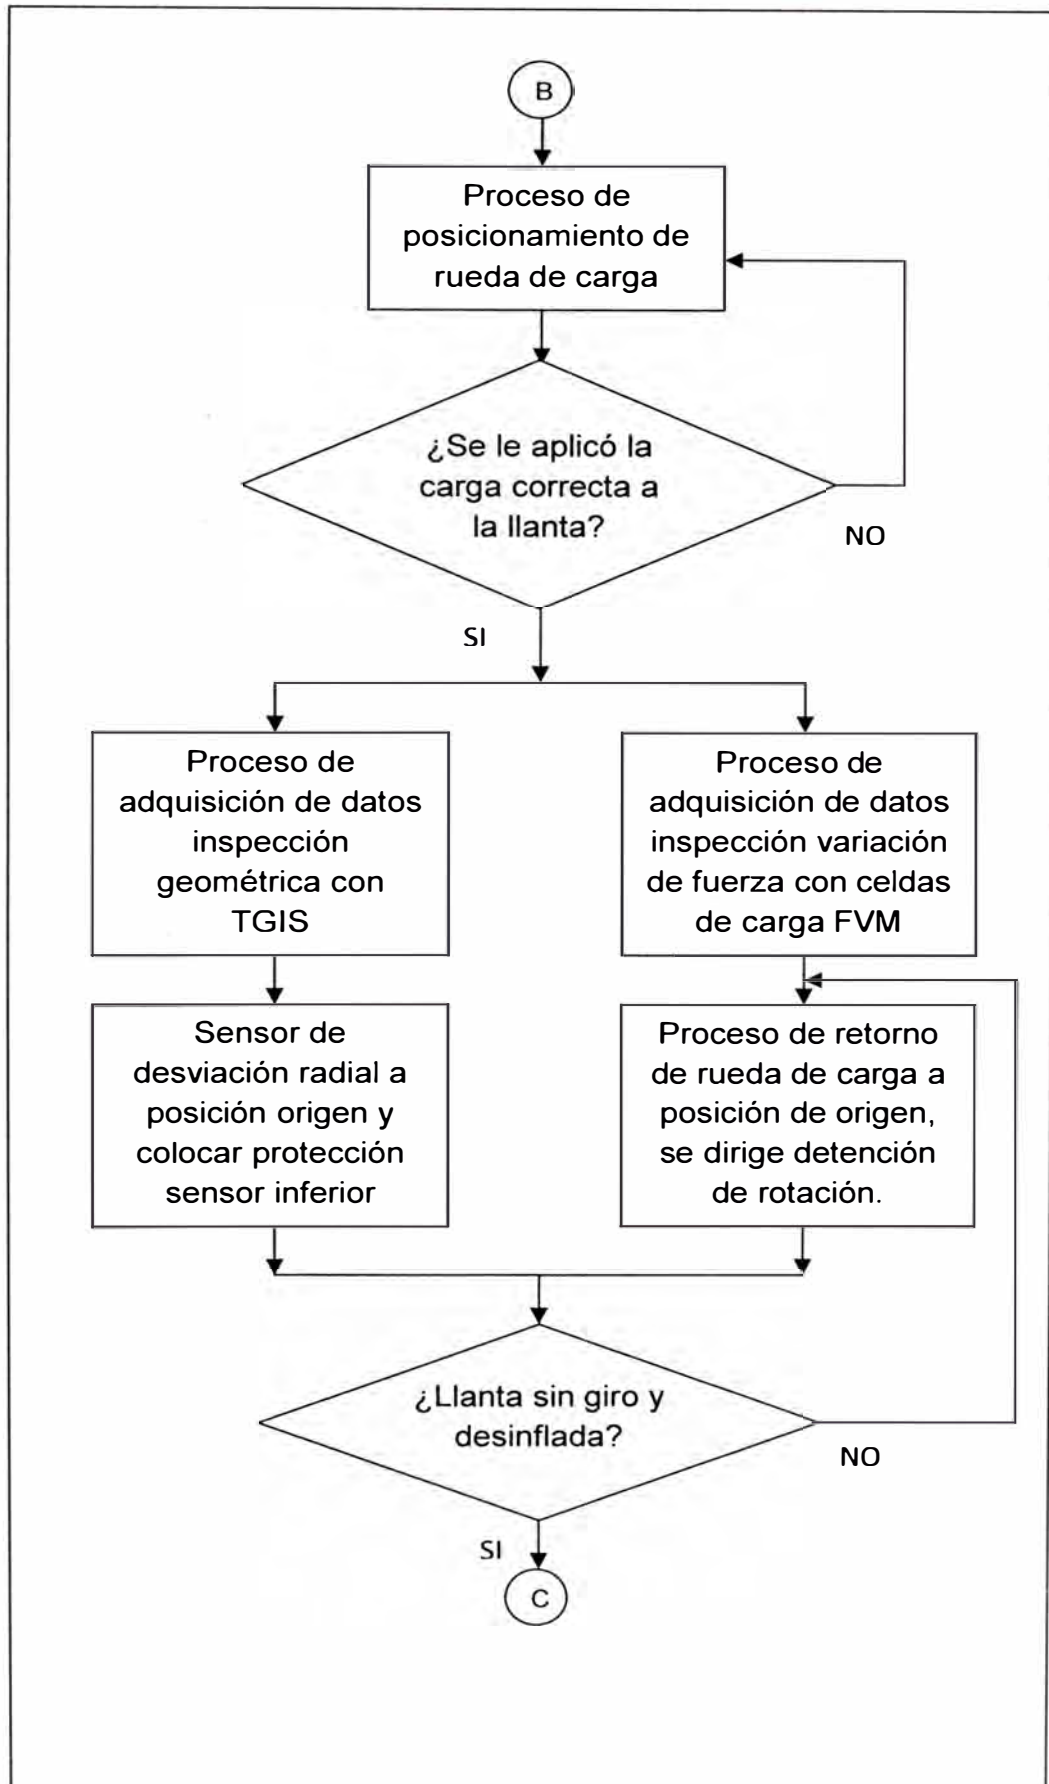 B
Proceso de
posicionamiento de
rueda de carga
¿Se le aplicó la
carga correcta a
la llanta?
NO
SI
Proceso de
adquisición de datos
inspección
geométrica con
TGIS
Proceso de
adquisición de datos
inspección variación
de fuerza con celdas
de carga FVM
Sensor de
desviación radial a
posición origen y
colocar protección
sensor inferior
Proceso de retorno
de rueda de carga a
posición de origen,
se dirige detención
de rotación.
¿Llanta sin giro y
desinflada?
NO
SI
C